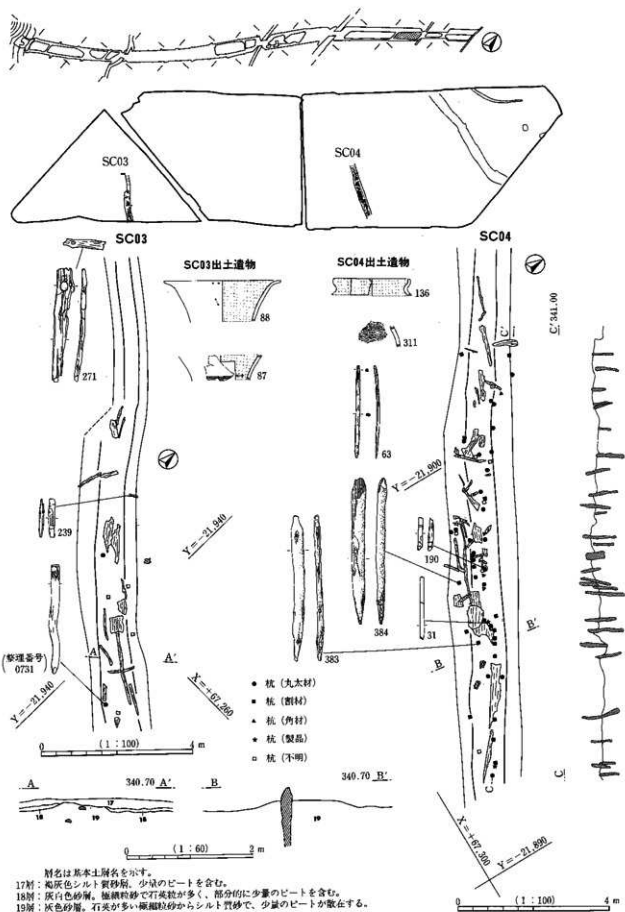 SC03
SC04
SC03
SC03出土遺物
SC04出土遺物
SC04
88
87
136
311
63
271
239
(整理番号)
0731
190
384
31
383
C'
C'341.00
Y=-21,900
Y=-21,940
A
A'
Y=-21,940
X=+67,260
B'
B
C
C
● 杭 (丸太材)
■ 杭 (割材)
▲ 杭 (角材)
★ 杭 (製品)
□ 杭 (不明)
0 (1:100) 4 m
A 340.70 A'
17
18 19 18
B 340.70 B'
19
0 (1:60) 2 m
X=+67,300
Y=-21,890
0 (1:100) 4 m
層名は基本土層名を示す。
17層：褐灰色シルト質砂層。少量のピートを含む。
18層：灰白色砂層。極細粒砂で石英粒が多く、部分的に少量のピートを含む。
19層：灰色砂層。石英が多い極細粒砂からシルト質砂で、少量のピートが散在する。